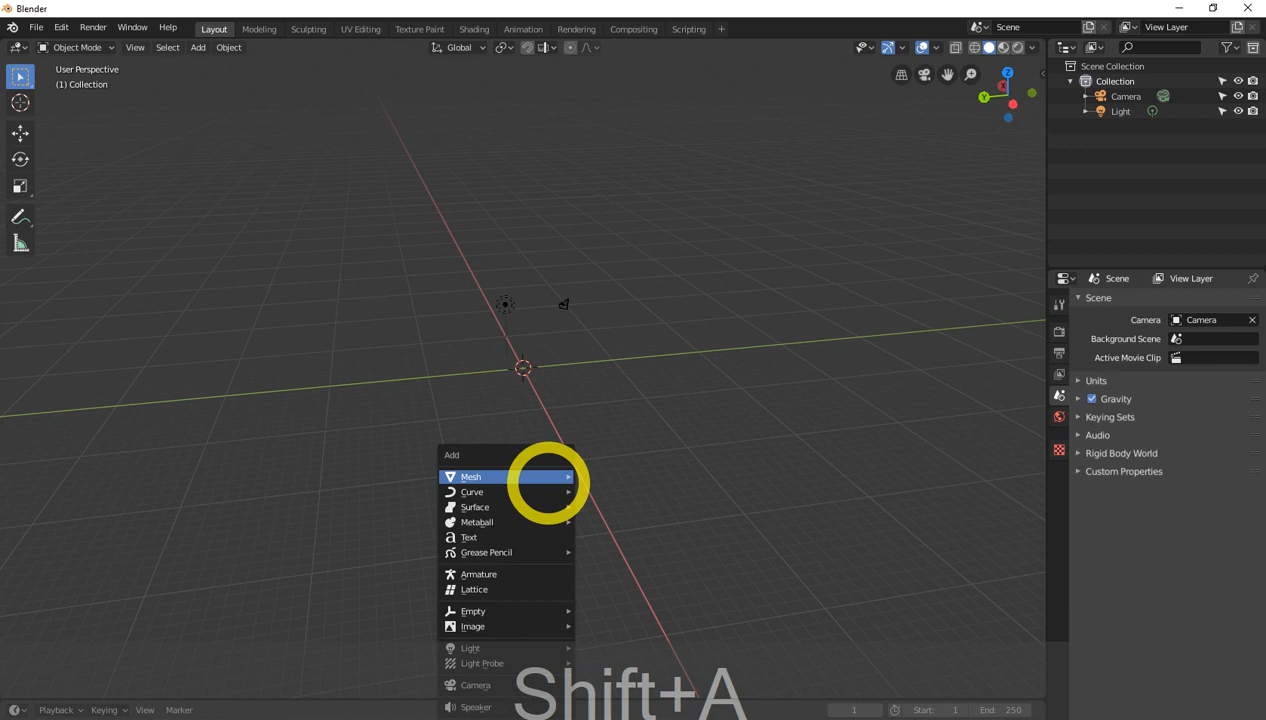 Blender
File Edit Render Window Help Layout Modeling Sculpting UV Editing Texture Paint Shading Animation Rendering Compositing Scripting + Scene View Layer
Object Mode View Select Add Object Global
User Perspective
(1) Collection
Z
X
Y
Scene Collection
Collection
Camera
Light
Scene View Layer
Scene
Camera Camera
Background Scene
Active Movie Clip
Units
Gravity
Keying Sets
Audio
Rigid Body World
Custom Properties
Add
Mesh
Curve
Surface
Metaball
Text
Grease Pencil
Armature
Lattice
Empty
Image
Light
Light Probe
Camera
Speaker
Shift+A
Playback Keying View Marker 1 Start: 1 End: 250